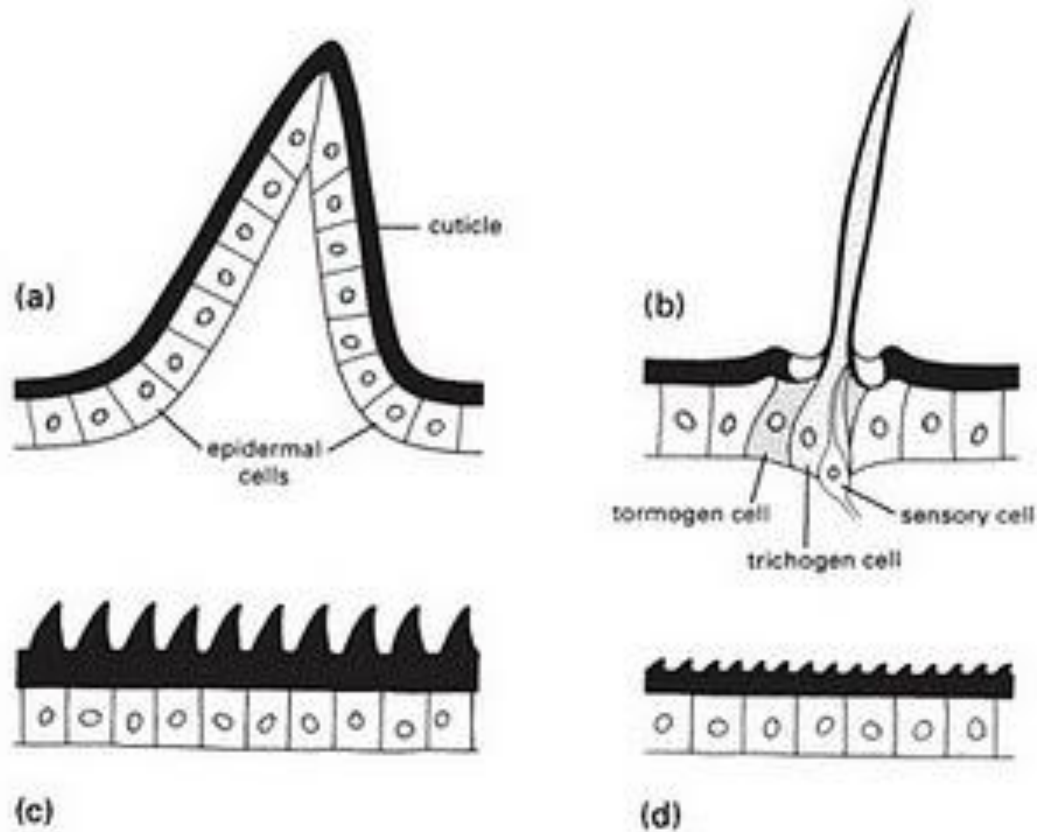 cuticle
(a)
(b)
epidermal
cells
tormogen cell
sensory cell
trichogen cell
(c)
(d)